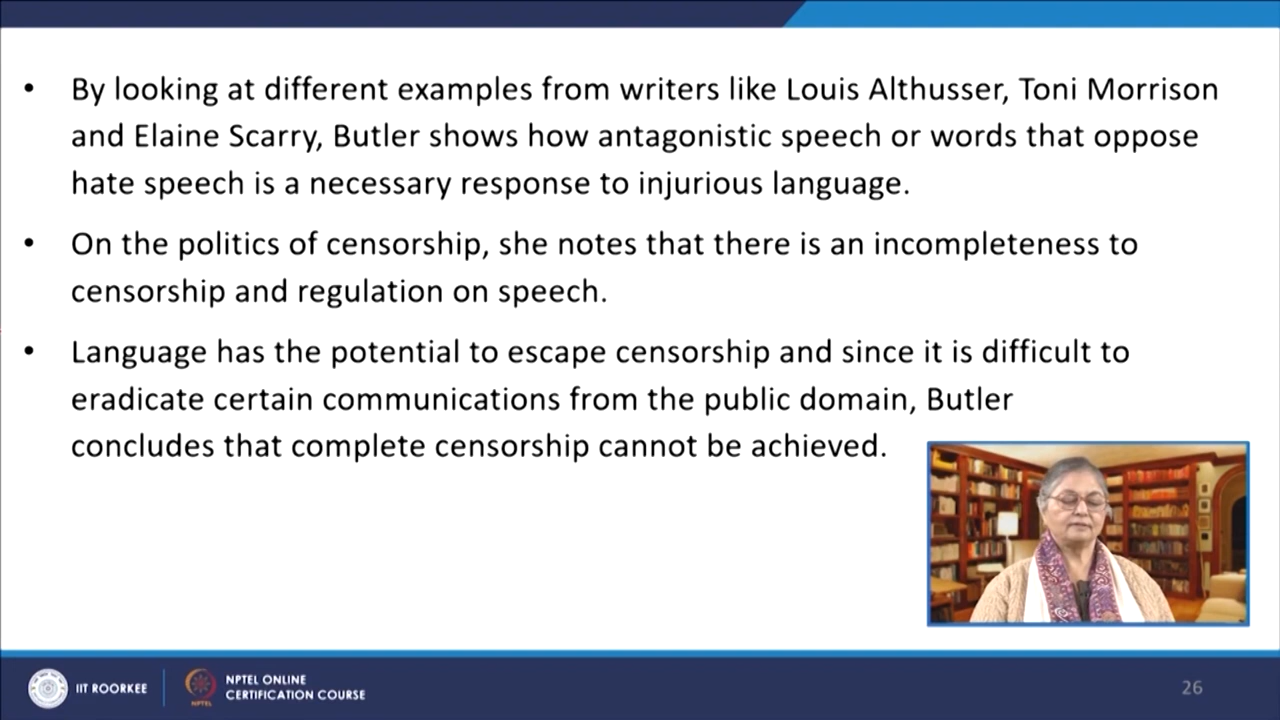 • By looking at different examples from writers like Louis Althusser, Toni Morrison
and Elaine Scarry, Butler shows how antagonistic speech or words that oppose
hate speech is a necessary response to injurious language.
• On the politics of censorship, she notes that there is an incompleteness to
censorship and regulation on speech.
• Language has the potential to escape censorship and since it is difficult to
eradicate certain communications from the public domain, Butler
concludes that complete censorship cannot be achieved.
IIT ROORKEE
NPTEL
NPTEL ONLINE
CERTIFICATION COURSE
26